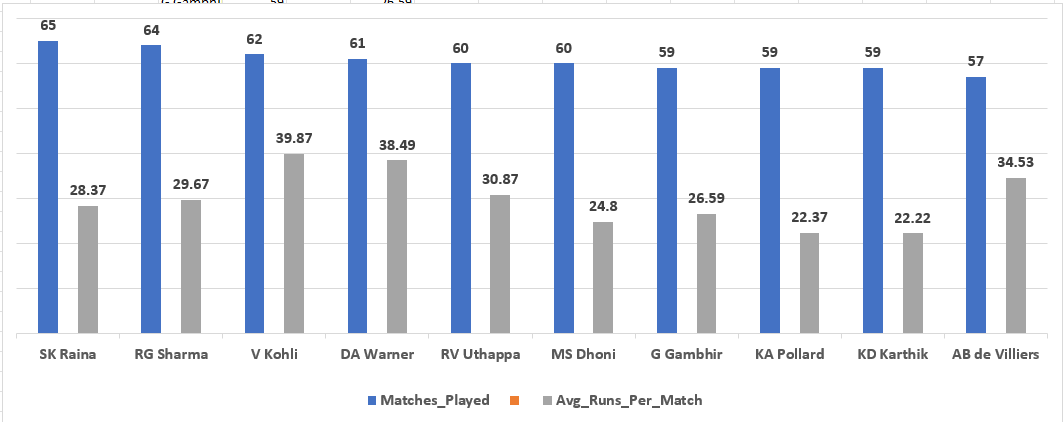 65 64 62 61 60 60 59 59 59 57
28.37 29.67 39.87 38.49 30.87 24.8 26.59 22.37 22.22 34.53
SK Raina RG Sharma V Kohli DA Warner RV Uthappa MS Dhoni G Gambhir KA Pollard KD Karthik AB de Villiers
Matches_Played Avg_Runs_Per_Match